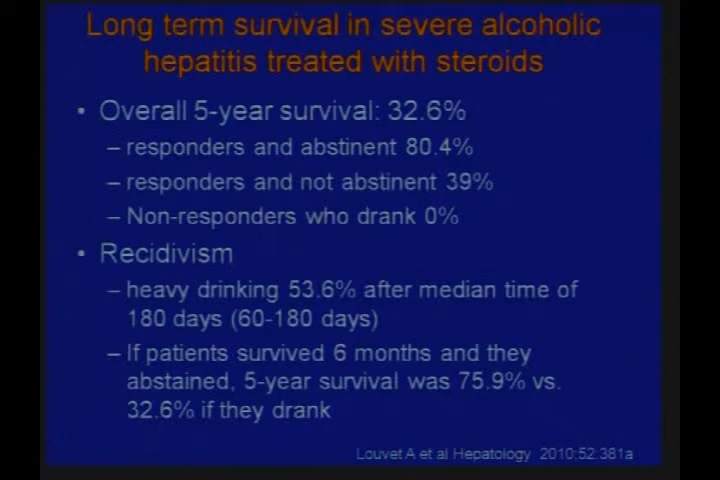 Long term survival in severe alcoholic
hepatitis treated with steroids
• Overall 5-year survival: 32.6%
– responders and abstinent 80.4%
– responders and not abstinent 39%
– Non-responders who drank 0%
• Recidivism
– heavy drinking 53.6% after median time of
180 days (60-180 days)
– If patients survived 6 months and they
abstained, 5-year survival was 75.9% vs.
32.6% if they drank
Louvet A et al Hepatology 2010;52:381a